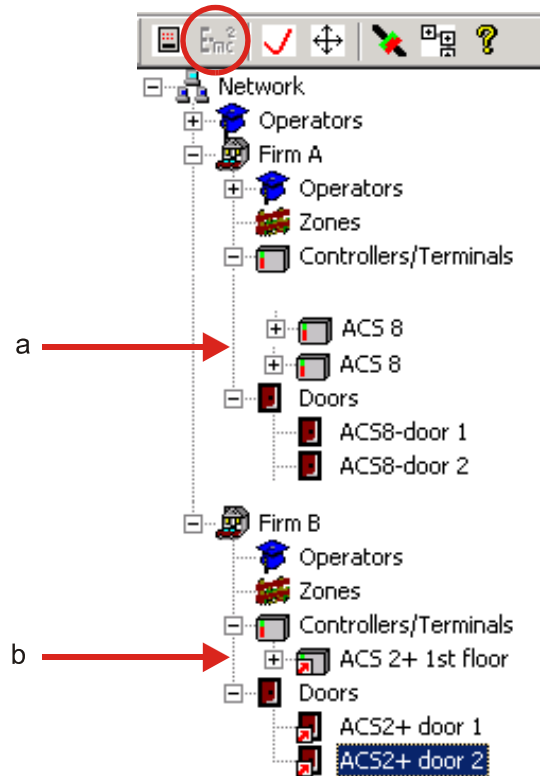 Emc2
Network
Operators
Firm A
Operators
Zones
Controllers/Terminals
a
ACS 8
ACS 8
Doors
ACS8-door 1
ACS8-door 2
Firm B
Operators
Zones
Controllers/Terminals
b
ACS 2+ 1st floor
Doors
ACS2+ door 1
ACS2+ door 2